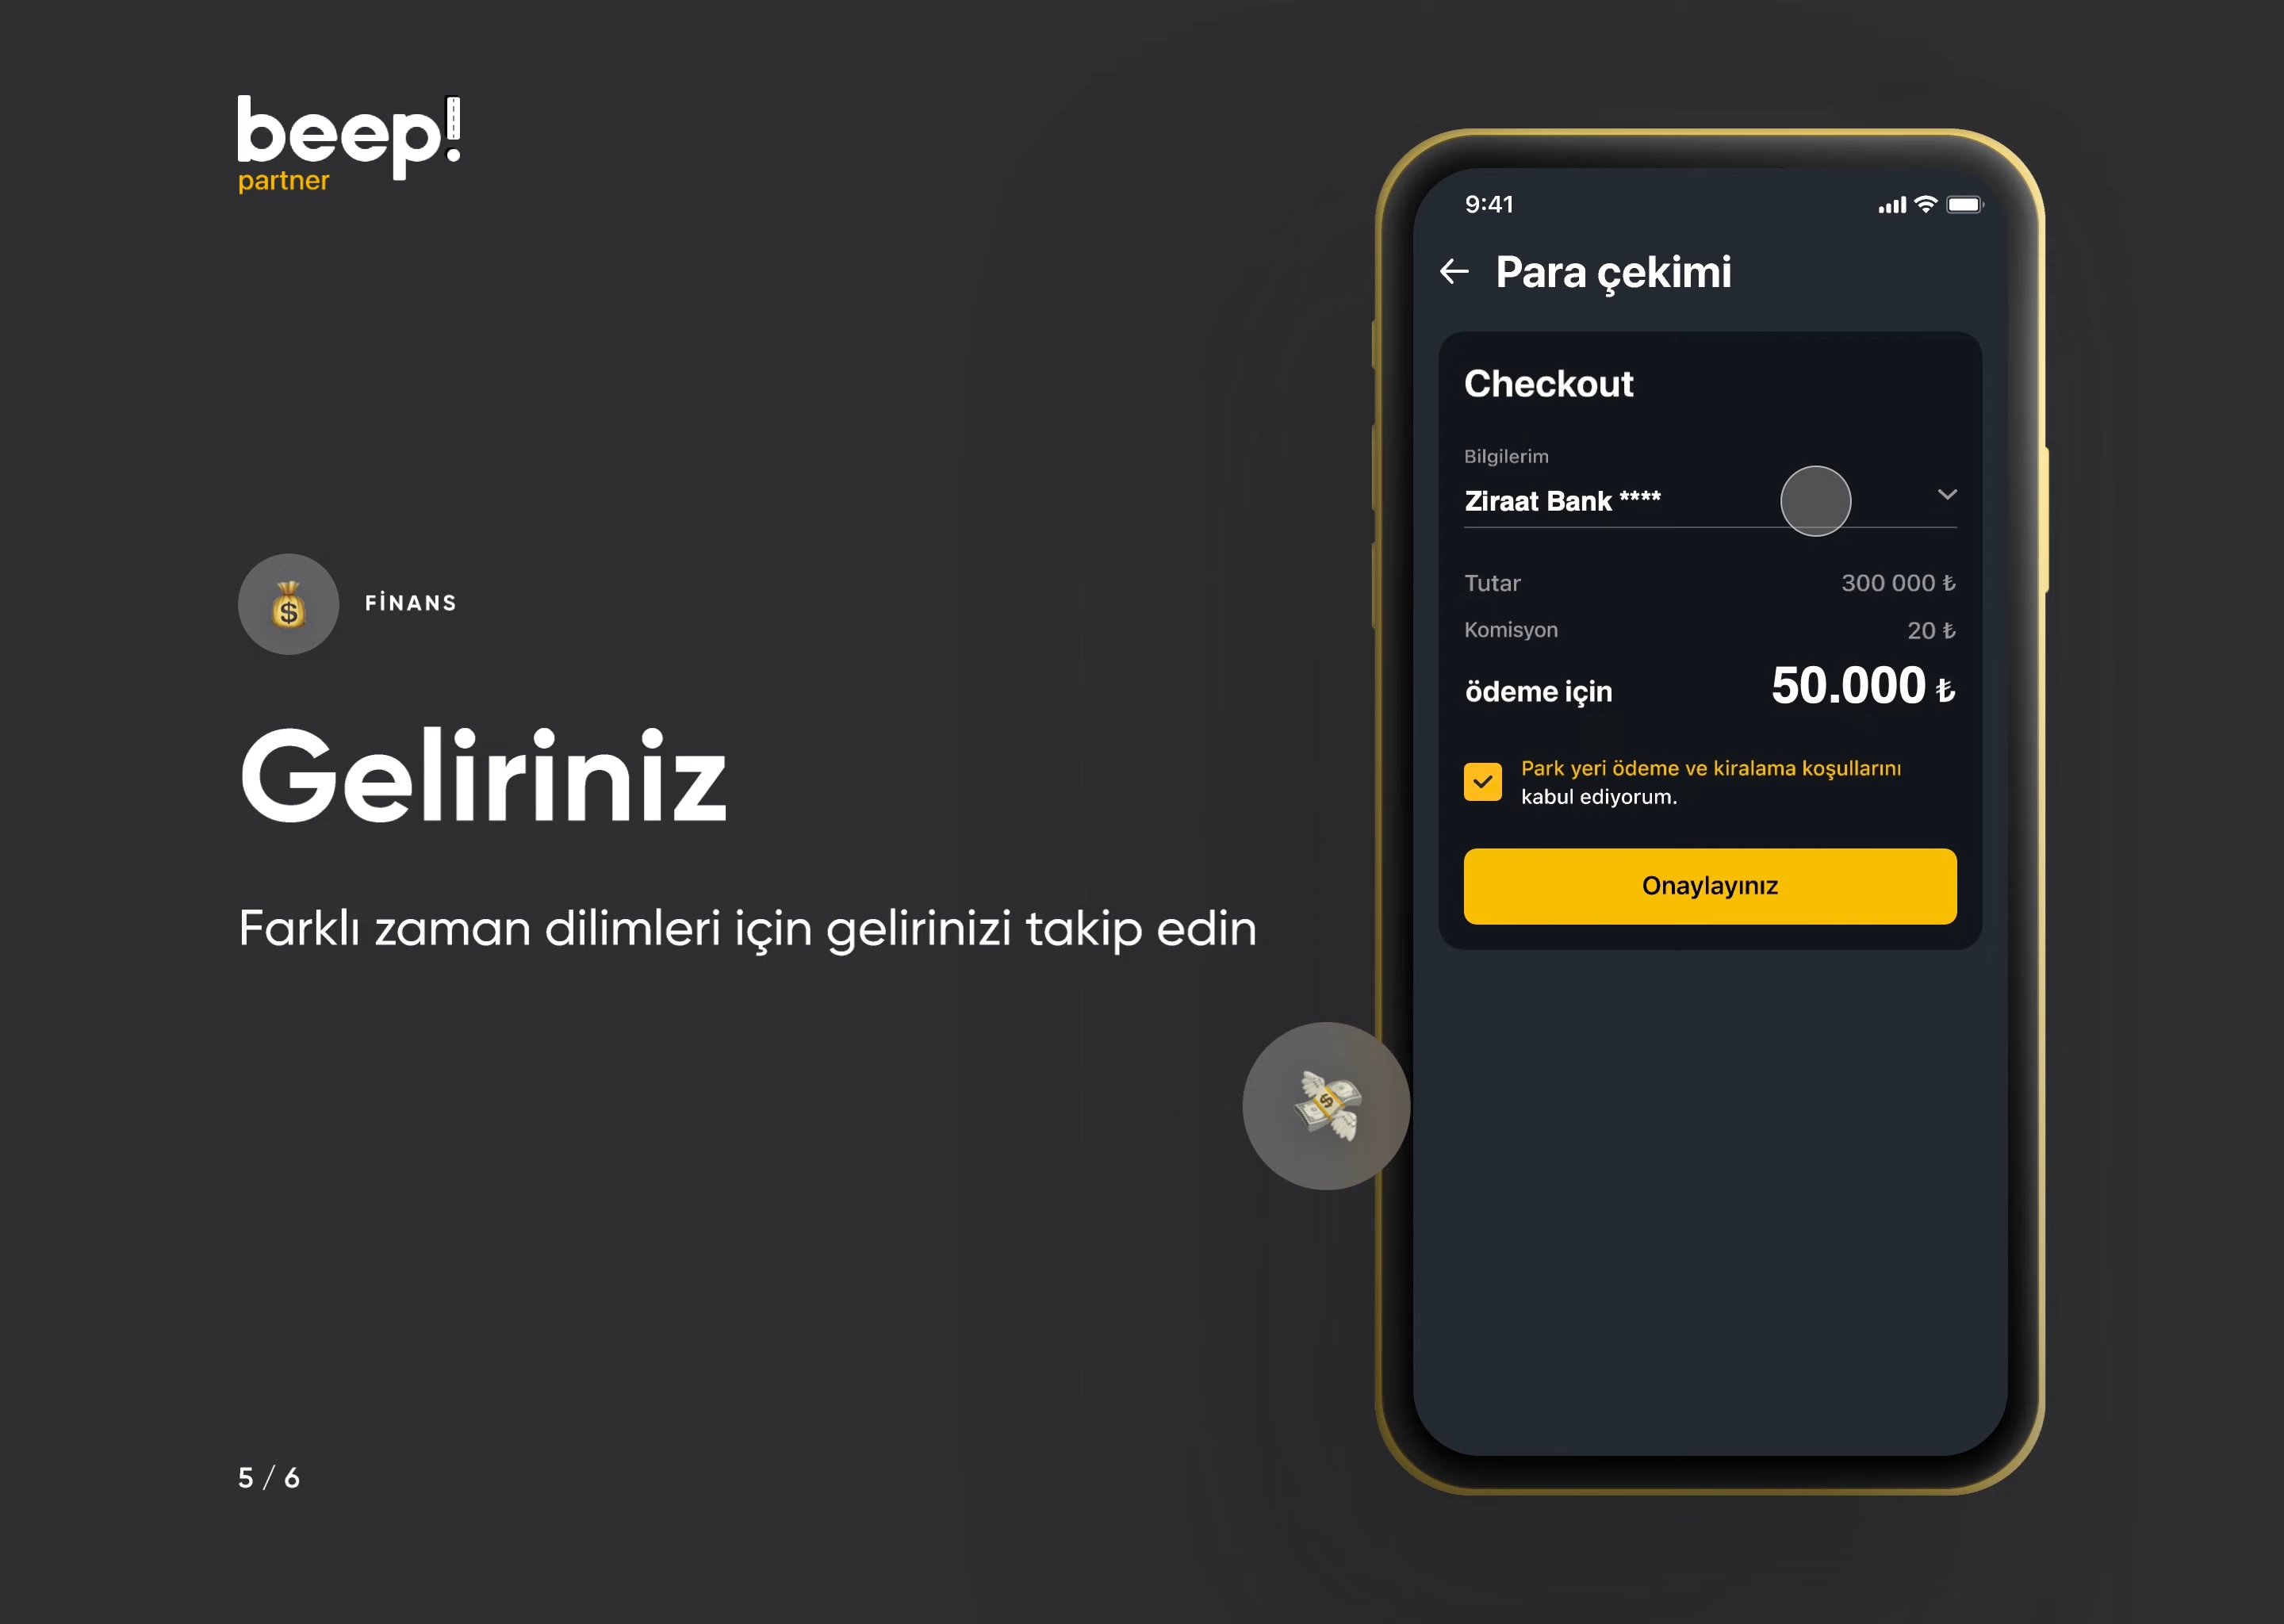 beep!
partner
FİNANS
Geliriniz
Farklı zaman dilimleri için gelirinizi takip edin
5 / 6
9:41
Para çekimi
Checkout
Bilgilerim
Ziraat Bank ****
Tutar 300 000 ₺
Komisyon 20 ₺
ödeme için 50.000 ₺
Park yeri ödeme ve kiralama koşullarını
kabul ediyorum.
Onaylayınız